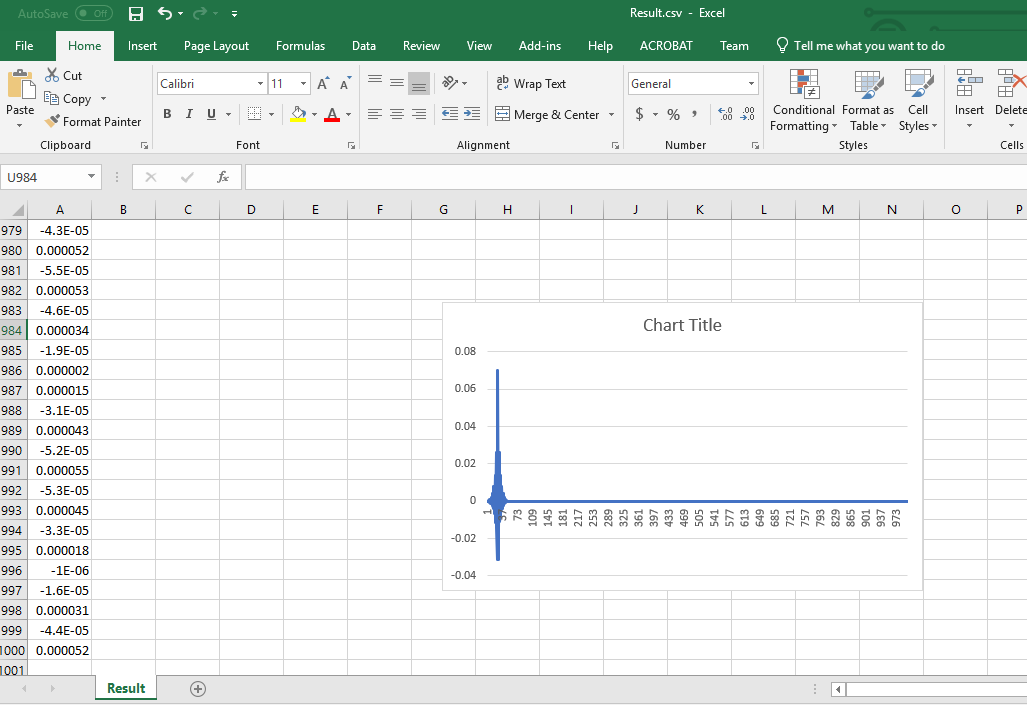 AutoSave Off Result.csv - Excel
File Home Insert Page Layout Formulas Data Review View Add-ins Help ACROBAT Team Tell me what you want to do
Paste
Cut
Copy
Format Painter
Clipboard
Calibri 11 A A
B I U A
Font
ab Wrap Text
Merge & Center
Alignment
General
$ % , .00 .00
Number
Conditional Formatting
Format as Table
Cell Styles
Styles
Insert
Delete
Cells
U984 fx
A B C D E F G H I J K L M N O P
979 -4.3E-05
980 0.000052
981 -5.5E-05
982 0.000053
983 -4.6E-05
984 0.000034
985 -1.9E-05
986 0.000002
987 0.000015
988 -3.1E-05
989 0.000043
990 -5.2E-05
991 0.000055
992 -5.3E-05
993 0.000045
994 -3.3E-05
995 0.000018
996 -1E-06
997 -1.6E-05
998 0.000031
999 -4.4E-05
1000 0.000052
1001
Chart Title
0.08
0.06
0.04
0.02
0
-0.02
-0.04
1 37 73 109 145 181 217 253 289 325 361 397 433 469 505 541 577 613 649 685 721 757 793 829 865 901 937 973
Result